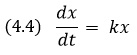 (4.4) dx/dt = kx